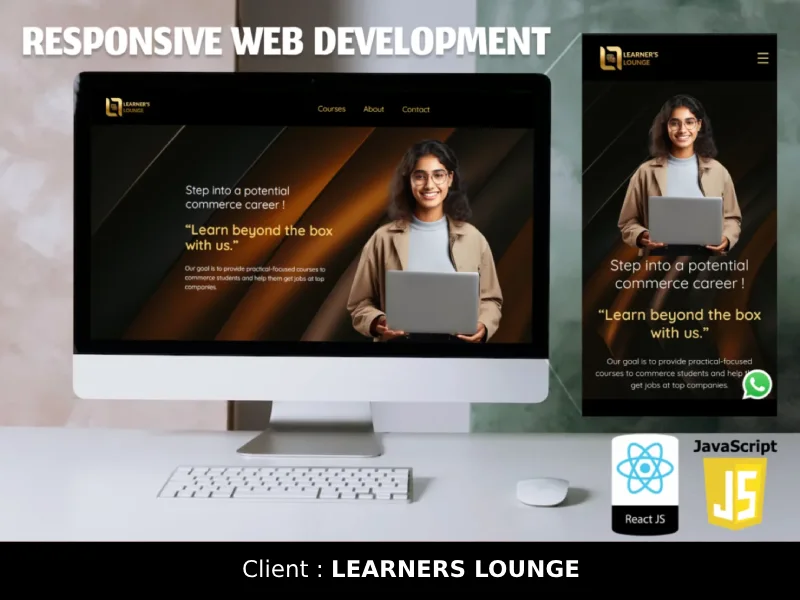 RESPONSIVE WEB DEVELOPMENT
LEARNER'S
LOUNGE
Courses About Contact
Step into a potential
commerce career !
“Learn beyond the box
with us.”
Our goal is to provide practical-focused courses to
commerce students and help them get jobs at top
companies.
LEARNER'S
LOUNGE
Step into a potential
commerce career !
“Learn beyond the box
with us.”
Our goal is to provide practical-focused
courses to commerce students and help
get jobs at top companies.
React JS
JavaScript
JS
Client : LEARNERS LOUNGE